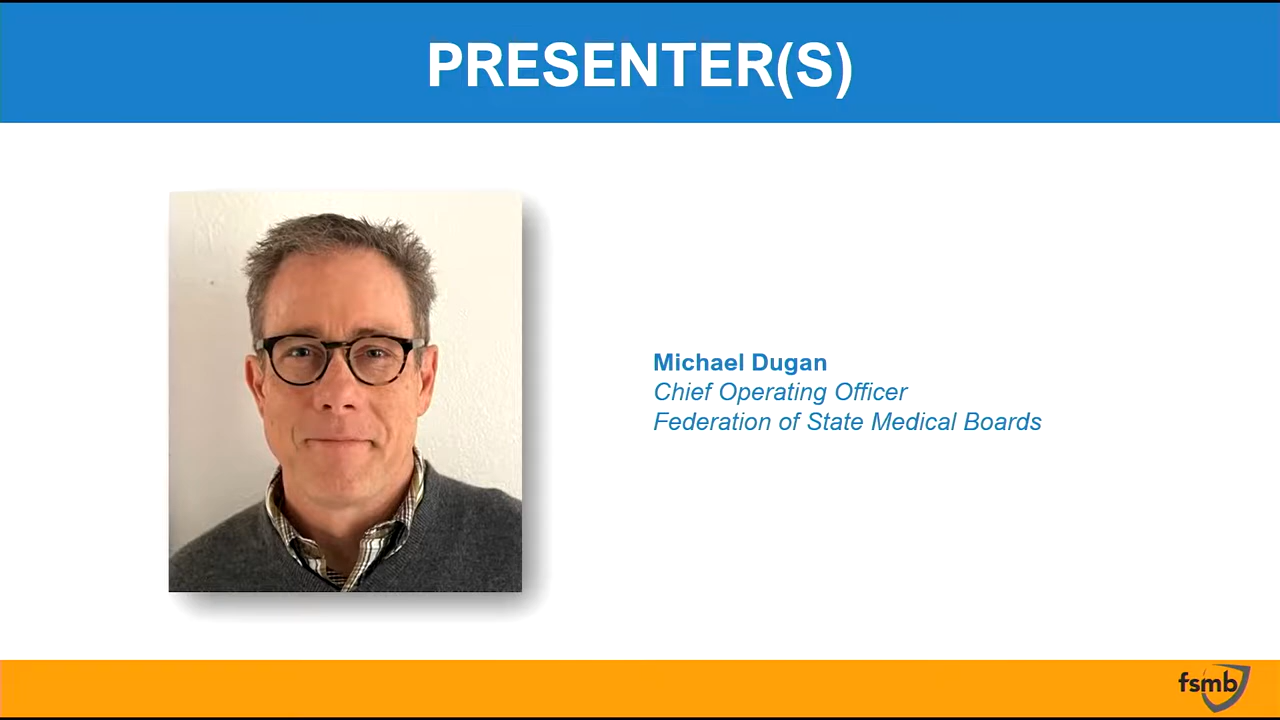 PRESENTER(S)
Michael Dugan
Chief Operating Officer
Federation of State Medical Boards
fsmb